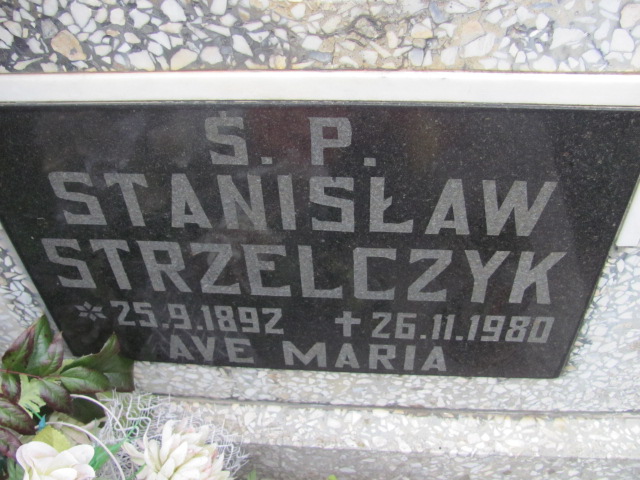 Ś. P.
STANISŁAW
STRZELCZYK
* 25.9.1892 + 26.11.1980
AVE MARIA